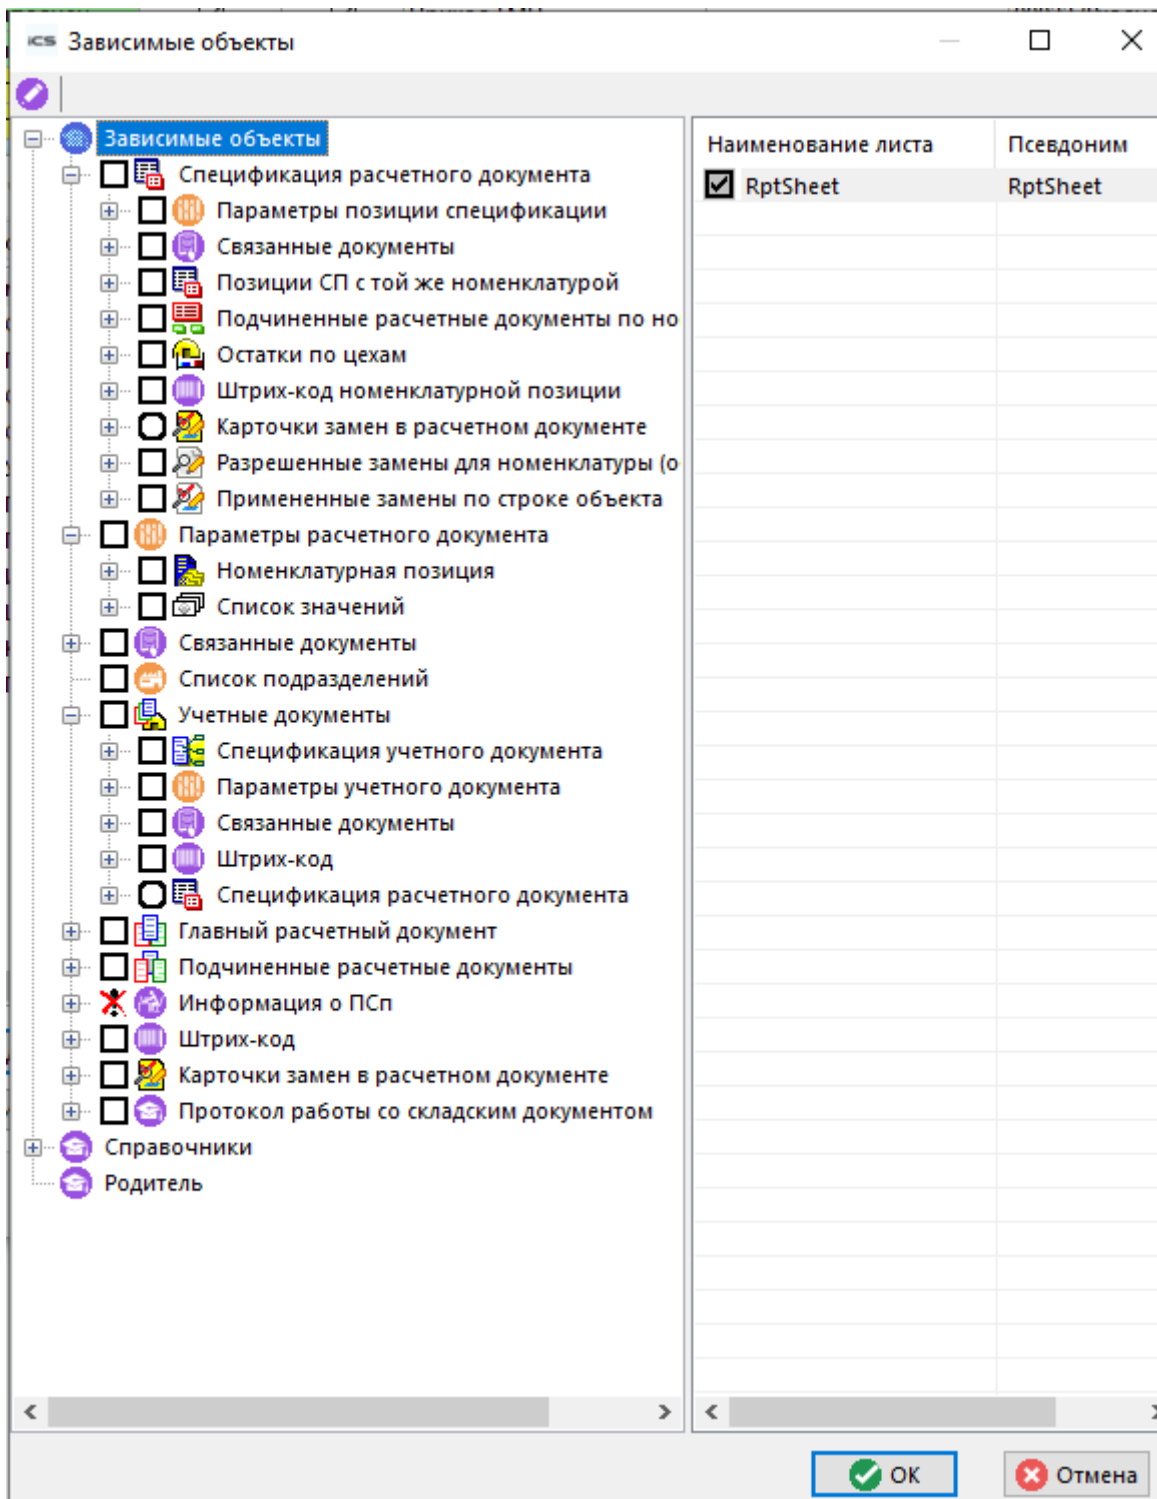 iCS Зависимые объекты
Зависимые объекты
Спецификация расчетного документа
Параметры позиции спецификации
Связанные документы
Позиции СП с той же номенклатурой
Подчиненные расчетные документы по но
Остатки по цехам
Штрих-код номенклатурной позиции
Карточки замен в расчетном документе
Разрешенные замены для номенклатуры (о
Примененные замены по строке объекта
Параметры расчетного документа
Номенклатурная позиция
Список значений
Связанные документы
Список подразделений
Учетные документы
Спецификация учетного документа
Параметры учетного документа
Связанные документы
Штрих-код
Спецификация расчетного документа
Главный расчетный документ
Подчиненные расчетные документы
Информация о ПСп
Штрих-код
Карточки замен в расчетном документе
Протокол работы со складским документом
Справочники
Родитель
Наименование листа Псевдоним
RptSheet RptSheet
ОК Отмена